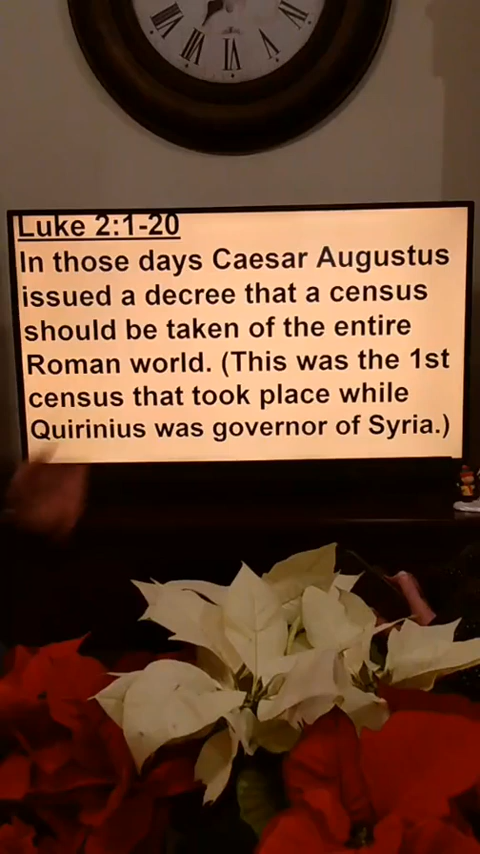 Luke 2:1-20
In those days Caesar Augustus
issued a decree that a census
should be taken of the entire
Roman world. (This was the 1st
census that took place while
Quirinius was governor of Syria.)